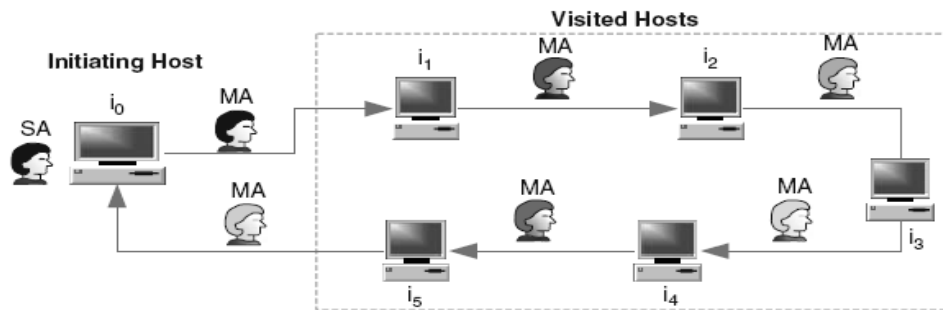 Visited Hosts
Initiating Host
i₀
SA
MA
i₁
MA
i₂
MA
i₃
MA
i₄
MA
i₅
MA